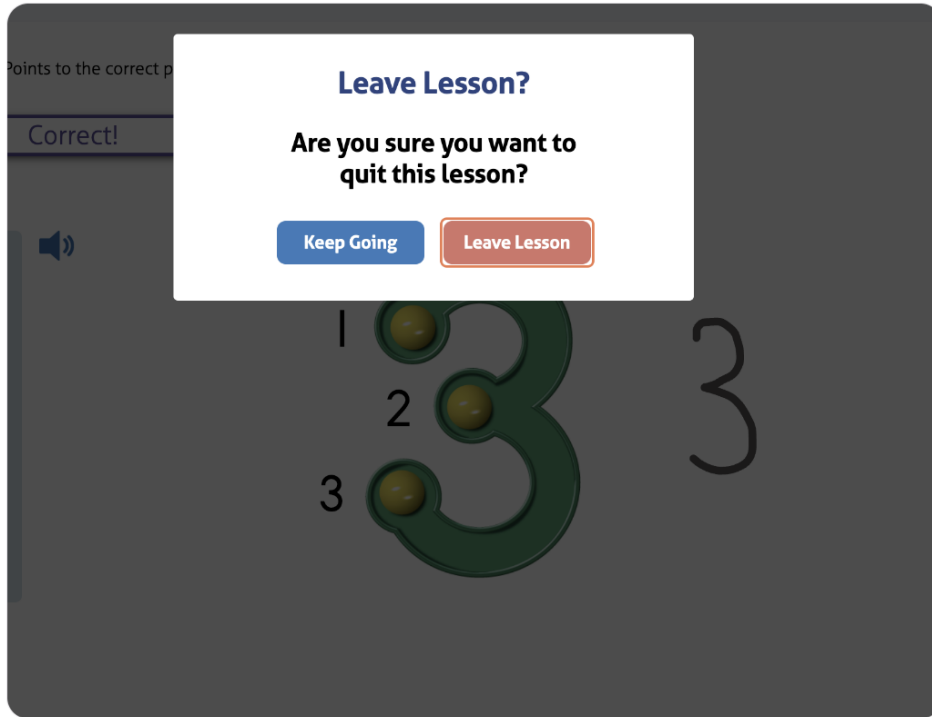 Leave Lesson?
Points to the correct p
Are you sure you want to
quit this lesson?
Correct!
Keep Going
Leave Lesson
1
2
3
3